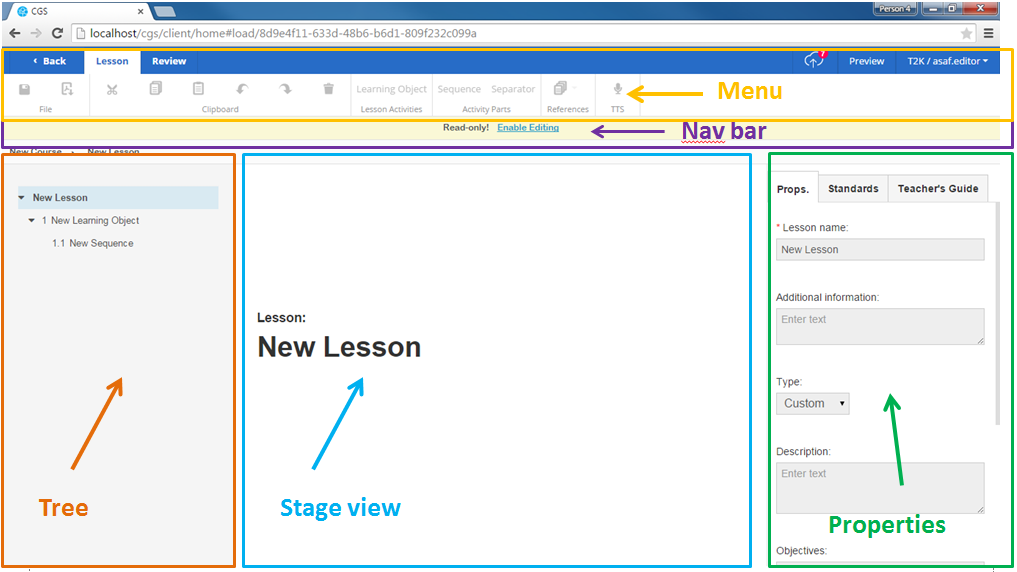 CGS
Person 4
localhost/cgs/client/home#load/8d9e4f11-633d-48b6-b6d1-809f232c099a
Back Lesson Review
Preview T2K / asaf.editor
Learning Object Sequence Separator
File Clipboard Lesson Activities Activity Parts References TTS
Menu
Read-only! Enable Editing
Nav bar
New Course New Lesson
New Lesson
1 New Learning Object
1.1 New Sequence
Tree
Lesson:
New Lesson
Stage view
Props. Standards Teacher's Guide
* Lesson name:
New Lesson
Additional information:
Enter text
Type:
Custom
Description:
Enter text
Properties
Objectives: